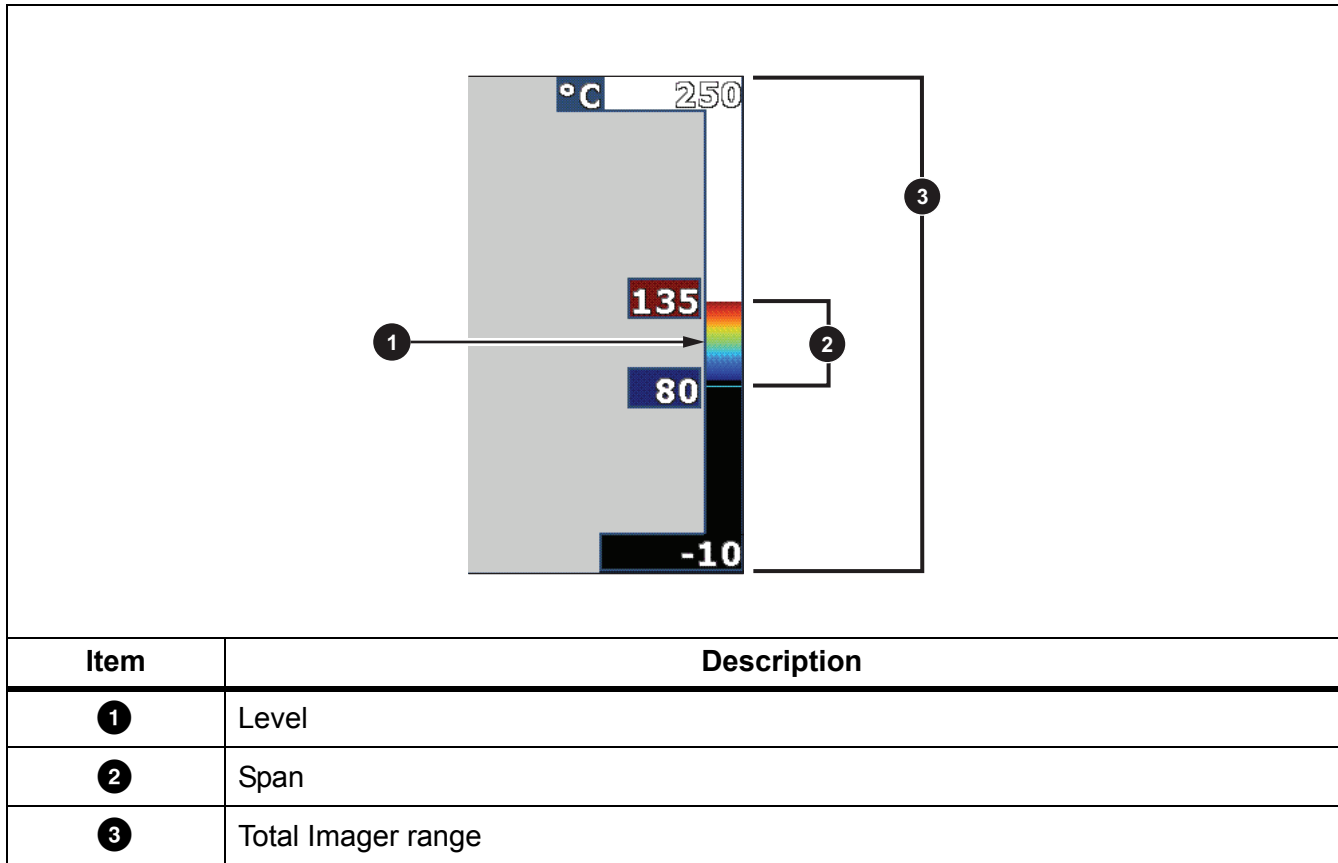 °C 250
3
135
1
2
80
-10
Item Description
1 Level
2 Span
3 Total Imager range